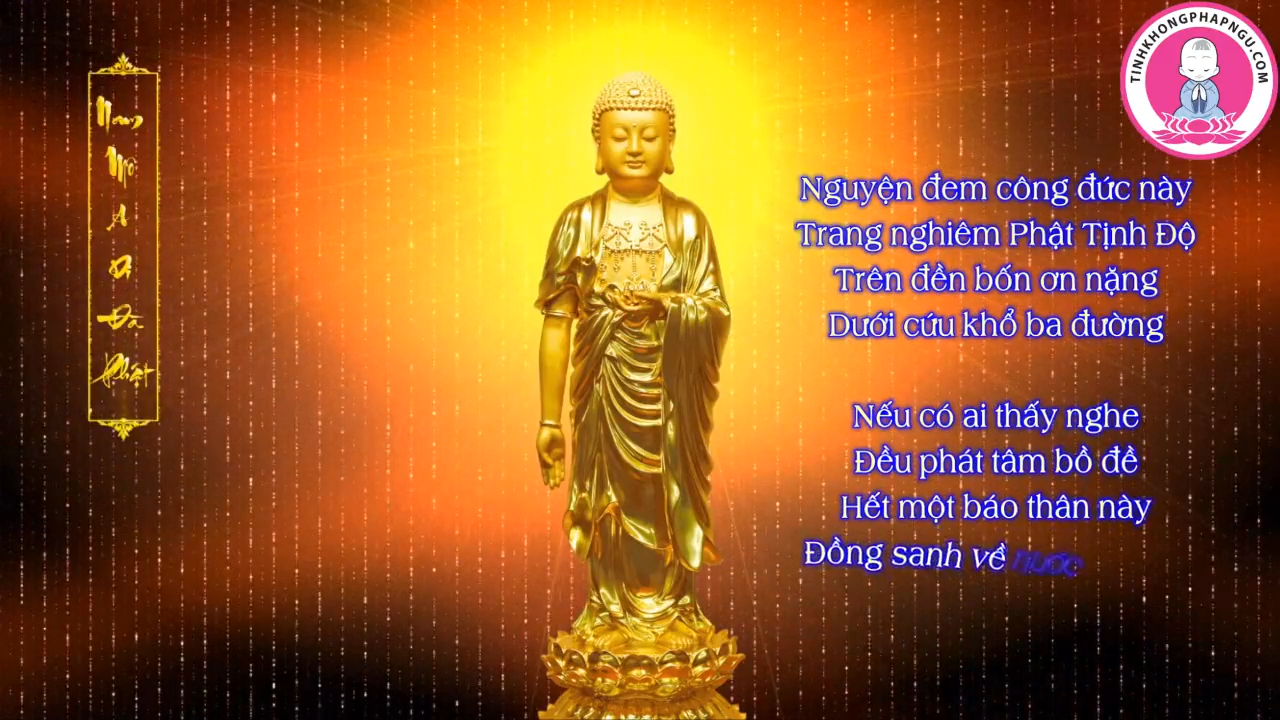 Nam
Mô
A
Di
Đà
Phật
TINHKHONGPHAPNGU.COM
Nguyện đem công đức này
Trang nghiêm Phật Tịnh Độ
Trên đền bốn ơn nặng
Dưới cứu khổ ba đường
Nếu có ai thấy nghe
Đều phát tâm bồ đề
Hết một báo thân này
Đồng sanh về nước